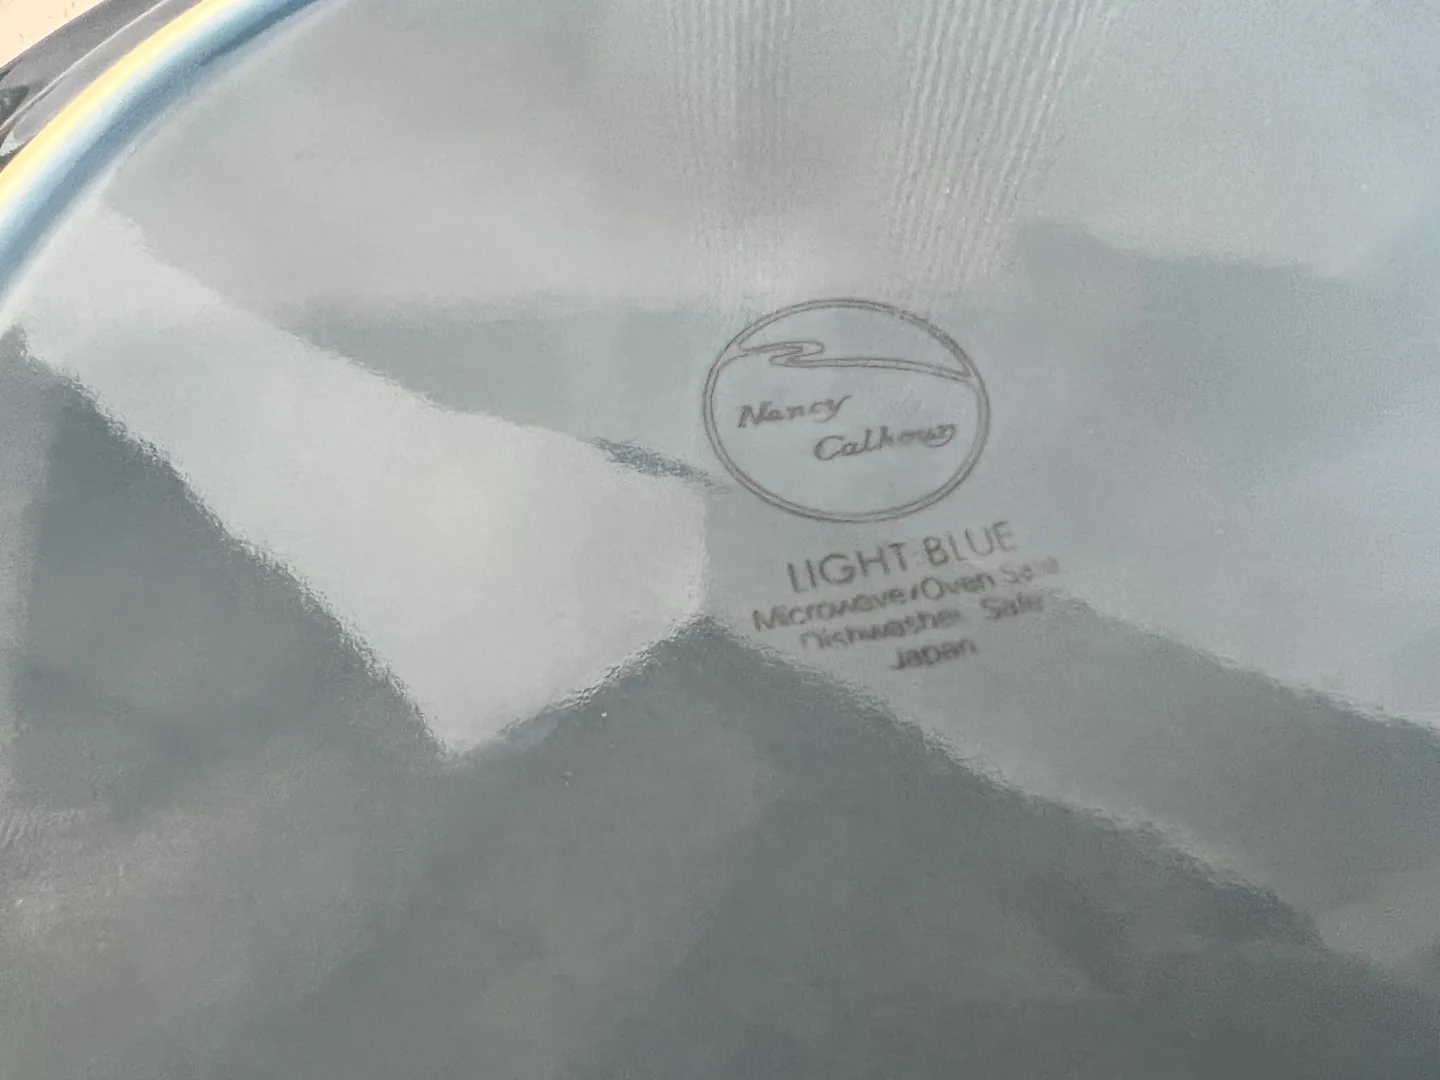 Nancy
Calhoun
LIGHT BLUE
Microwave/Oven Safe
Dishwasher Safe
Japan